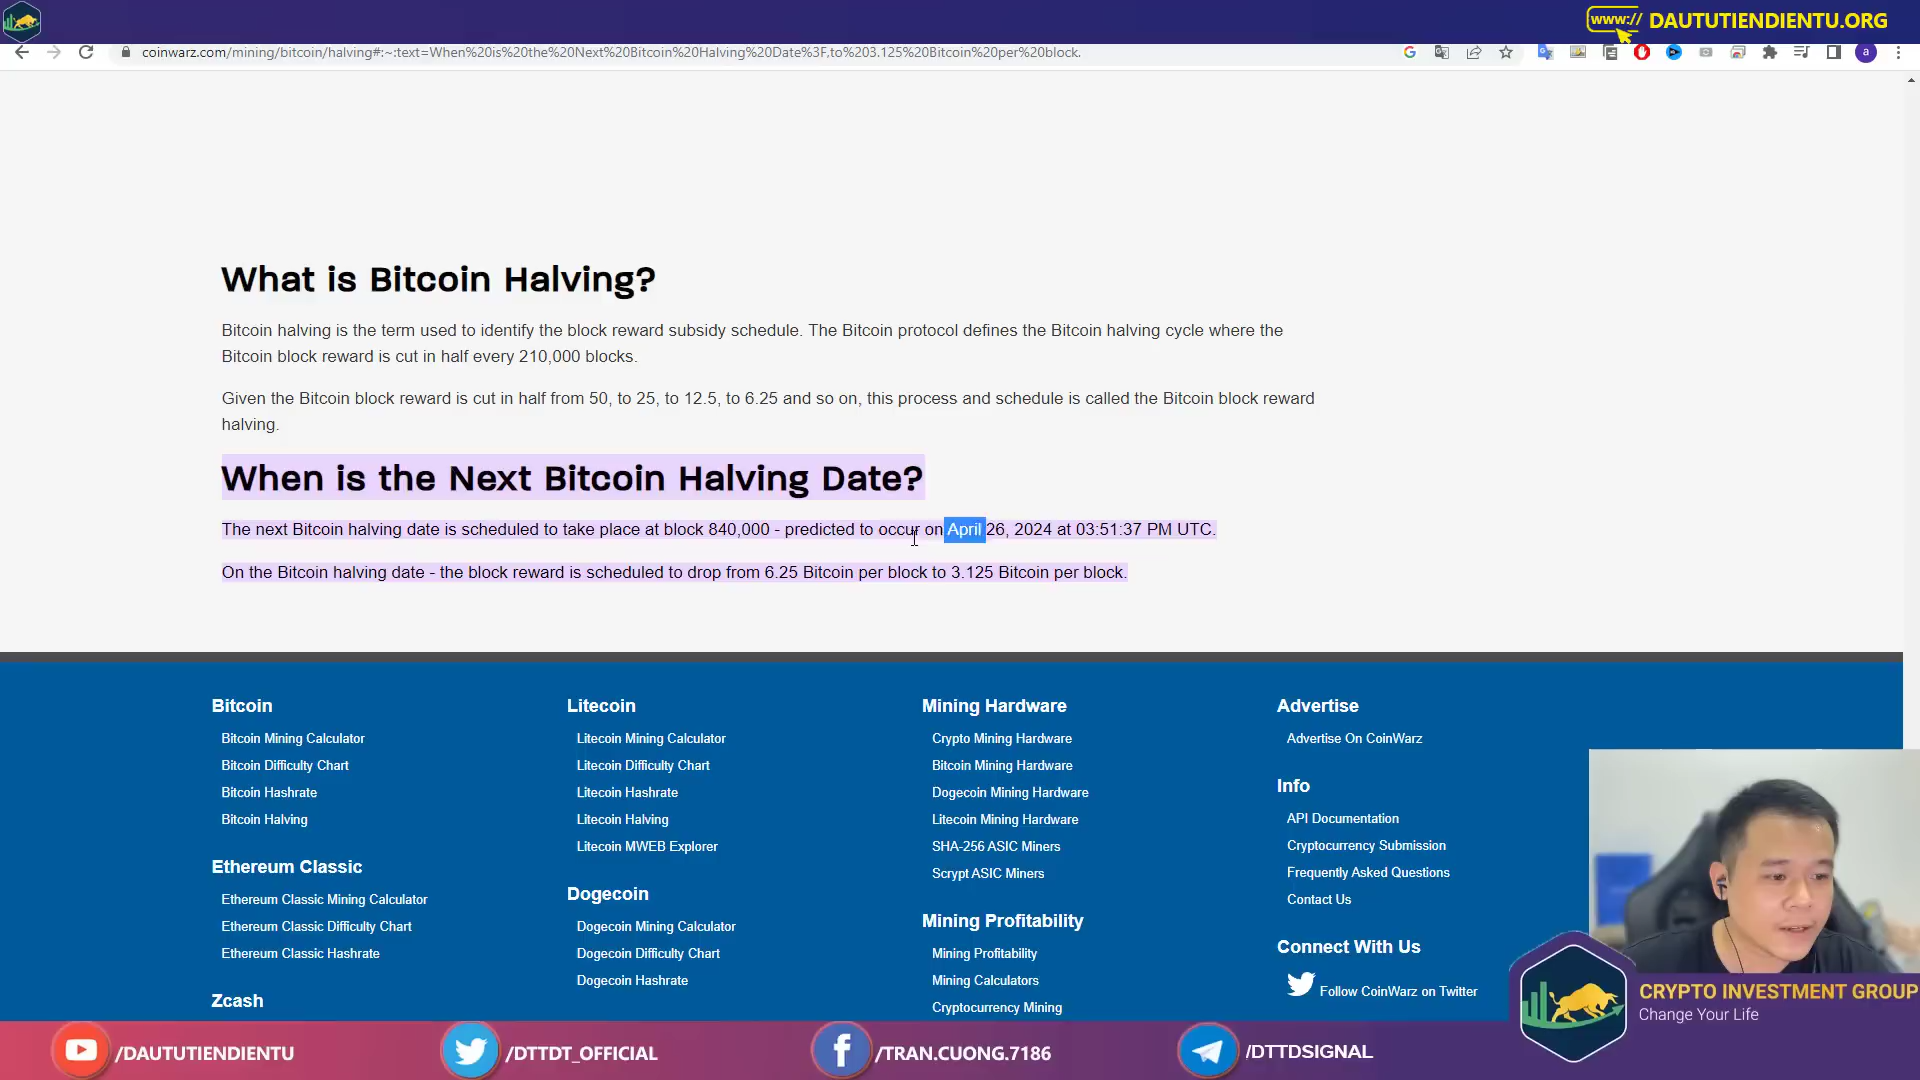 www:// DAUTUTIENDIENTU.ORG
coinwarz.com/mining/bitcoin/halving#:~:text=When%20is%20the%20Next%20Bitcoin%20Halving%20Date%3F,to%203.125%20Bitcoin%20per%20block.
a
What is Bitcoin Halving?
Bitcoin halving is the term used to identify the block reward subsidy schedule. The Bitcoin protocol defines the Bitcoin halving cycle where the
Bitcoin block reward is cut in half every 210,000 blocks.
Given the Bitcoin block reward is cut in half from 50, to 25, to 12.5, to 6.25 and so on, this process and schedule is called the Bitcoin block reward
halving.
When is the Next Bitcoin Halving Date?
The next Bitcoin halving date is scheduled to take place at block 840,000 - predicted to occur on April 26, 2024 at 03:51:37 PM UTC.
On the Bitcoin halving date - the block reward is scheduled to drop from 6.25 Bitcoin per block to 3.125 Bitcoin per block.
Bitcoin
Bitcoin Mining Calculator
Bitcoin Difficulty Chart
Bitcoin Hashrate
Bitcoin Halving
Ethereum Classic
Ethereum Classic Mining Calculator
Ethereum Classic Difficulty Chart
Ethereum Classic Hashrate
Zcash
Litecoin
Litecoin Mining Calculator
Litecoin Difficulty Chart
Litecoin Hashrate
Litecoin Halving
Litecoin MWEB Explorer
Dogecoin
Dogecoin Mining Calculator
Dogecoin Difficulty Chart
Dogecoin Hashrate
Mining Hardware
Crypto Mining Hardware
Bitcoin Mining Hardware
Dogecoin Mining Hardware
Litecoin Mining Hardware
SHA-256 ASIC Miners
Scrypt ASIC Miners
Mining Profitability
Mining Profitability
Mining Calculators
Cryptocurrency Mining
Advertise
Advertise On CoinWarz
Info
API Documentation
Cryptocurrency Submission
Frequently Asked Questions
Contact Us
Connect With Us
Follow CoinWarz on Twitter
CRYPTO INVESTMENT GROUP
Change Your Life
/DAUTUTIENDIENTU
/DTTDT_OFFICIAL
/TRAN.CUONG.7186
/DTTDSIGNAL